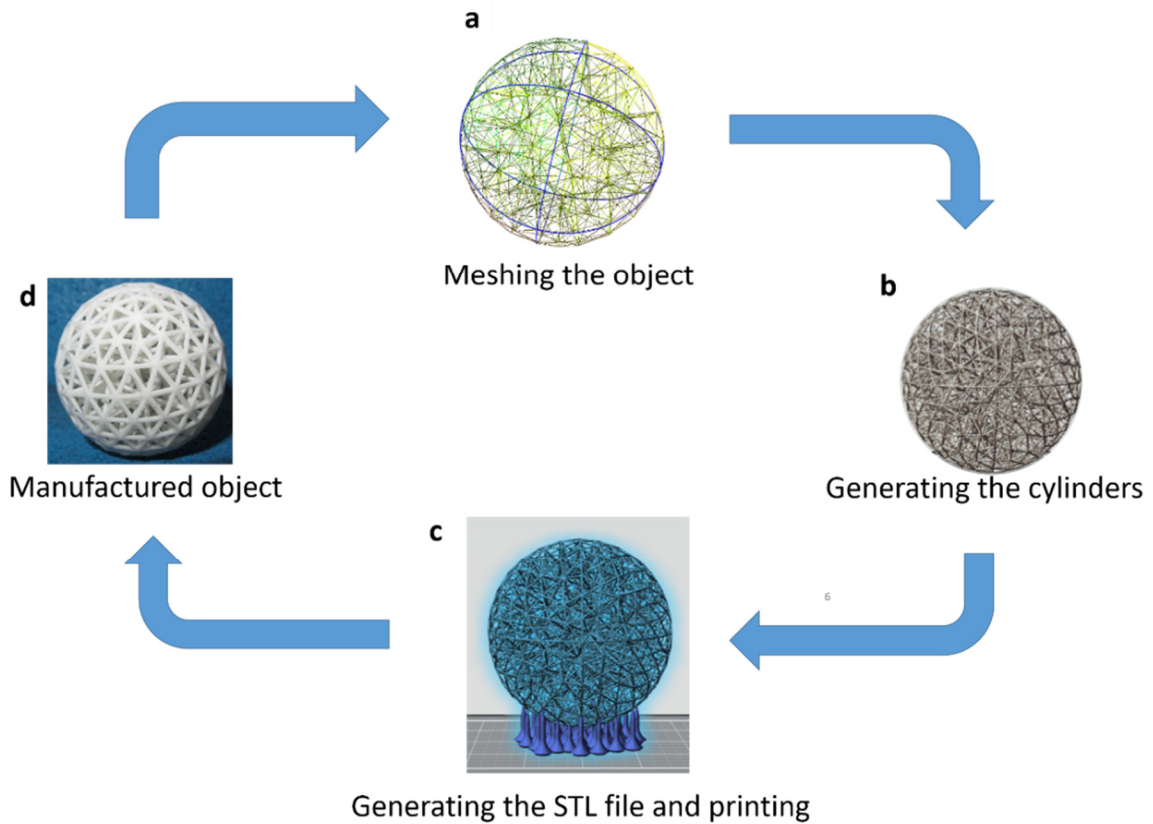 a
Meshing the object
b
Generating the cylinders
d
Manufactured object
c
6
Generating the STL file and printing